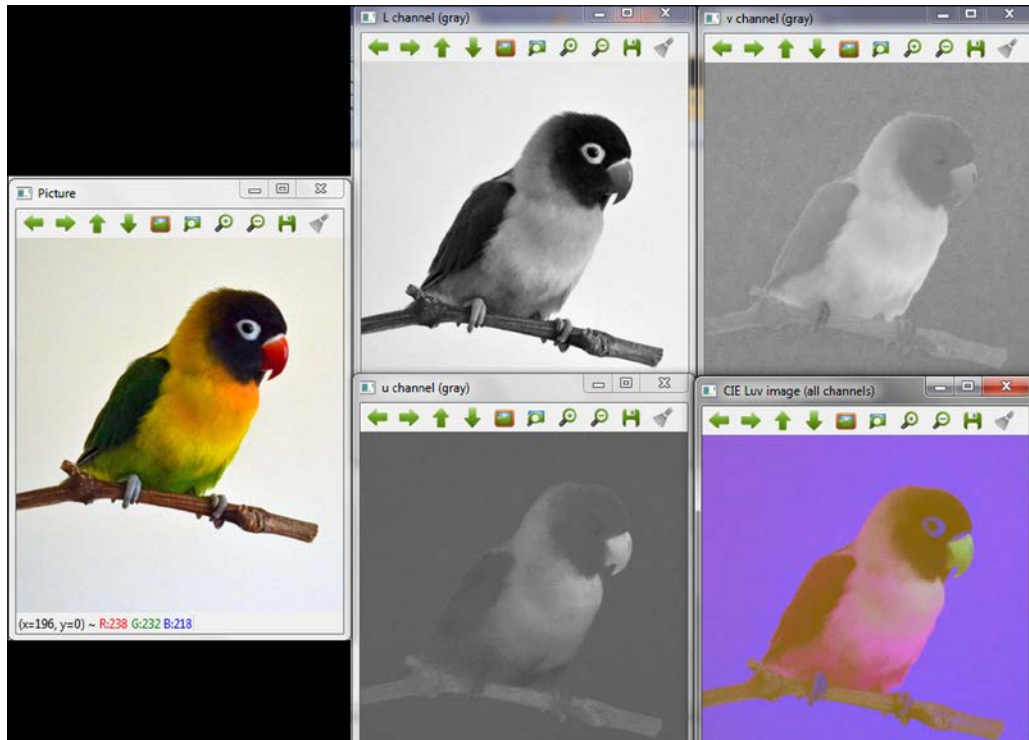 L channel (gray)
v channel (gray)
Picture
u channel (gray)
CIE Luv image (all channels)
(x=196, y=0) ~ R:238 G:232 B:218